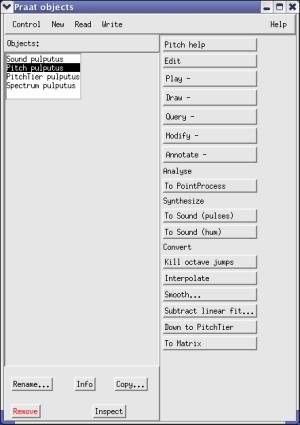 Praat objects
Control New Read Write Help
Objects:
Sound pulputus
Pitch pulputus
PitchTier pulputus
Spectrum pulputus
Pitch help
Edit
Play -
Draw -
Query -
Modify -
Annotate -
Analyse
To PointProcess
Synthesize
To Sound (pulses)
To Sound (hum)
Convert
Kill octave jumps
Interpolate
Smooth...
Subtract linear fit...
Down to PitchTier
To Matrix
Rename... Info Copy...
Remove Inspect